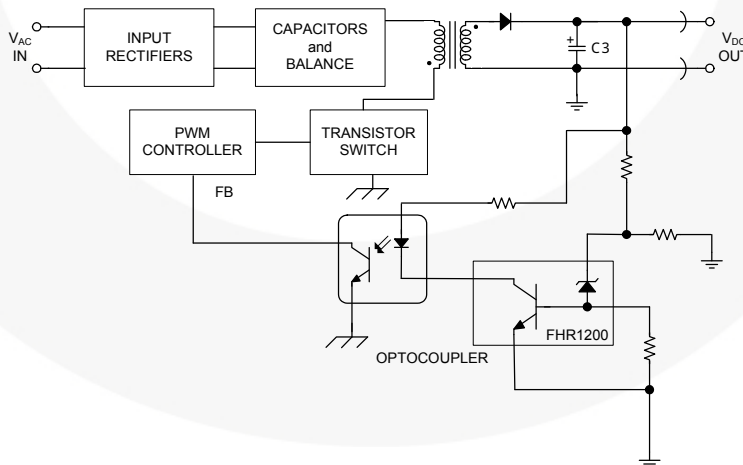 V_AC
IN
INPUT
RECTIFIERS
CAPACITORS
and
BALANCE
+
C3
V_DC
OUT
PWM
CONTROLLER
TRANSISTOR
SWITCH
FB
FHR1200
OPTOCOUPLER